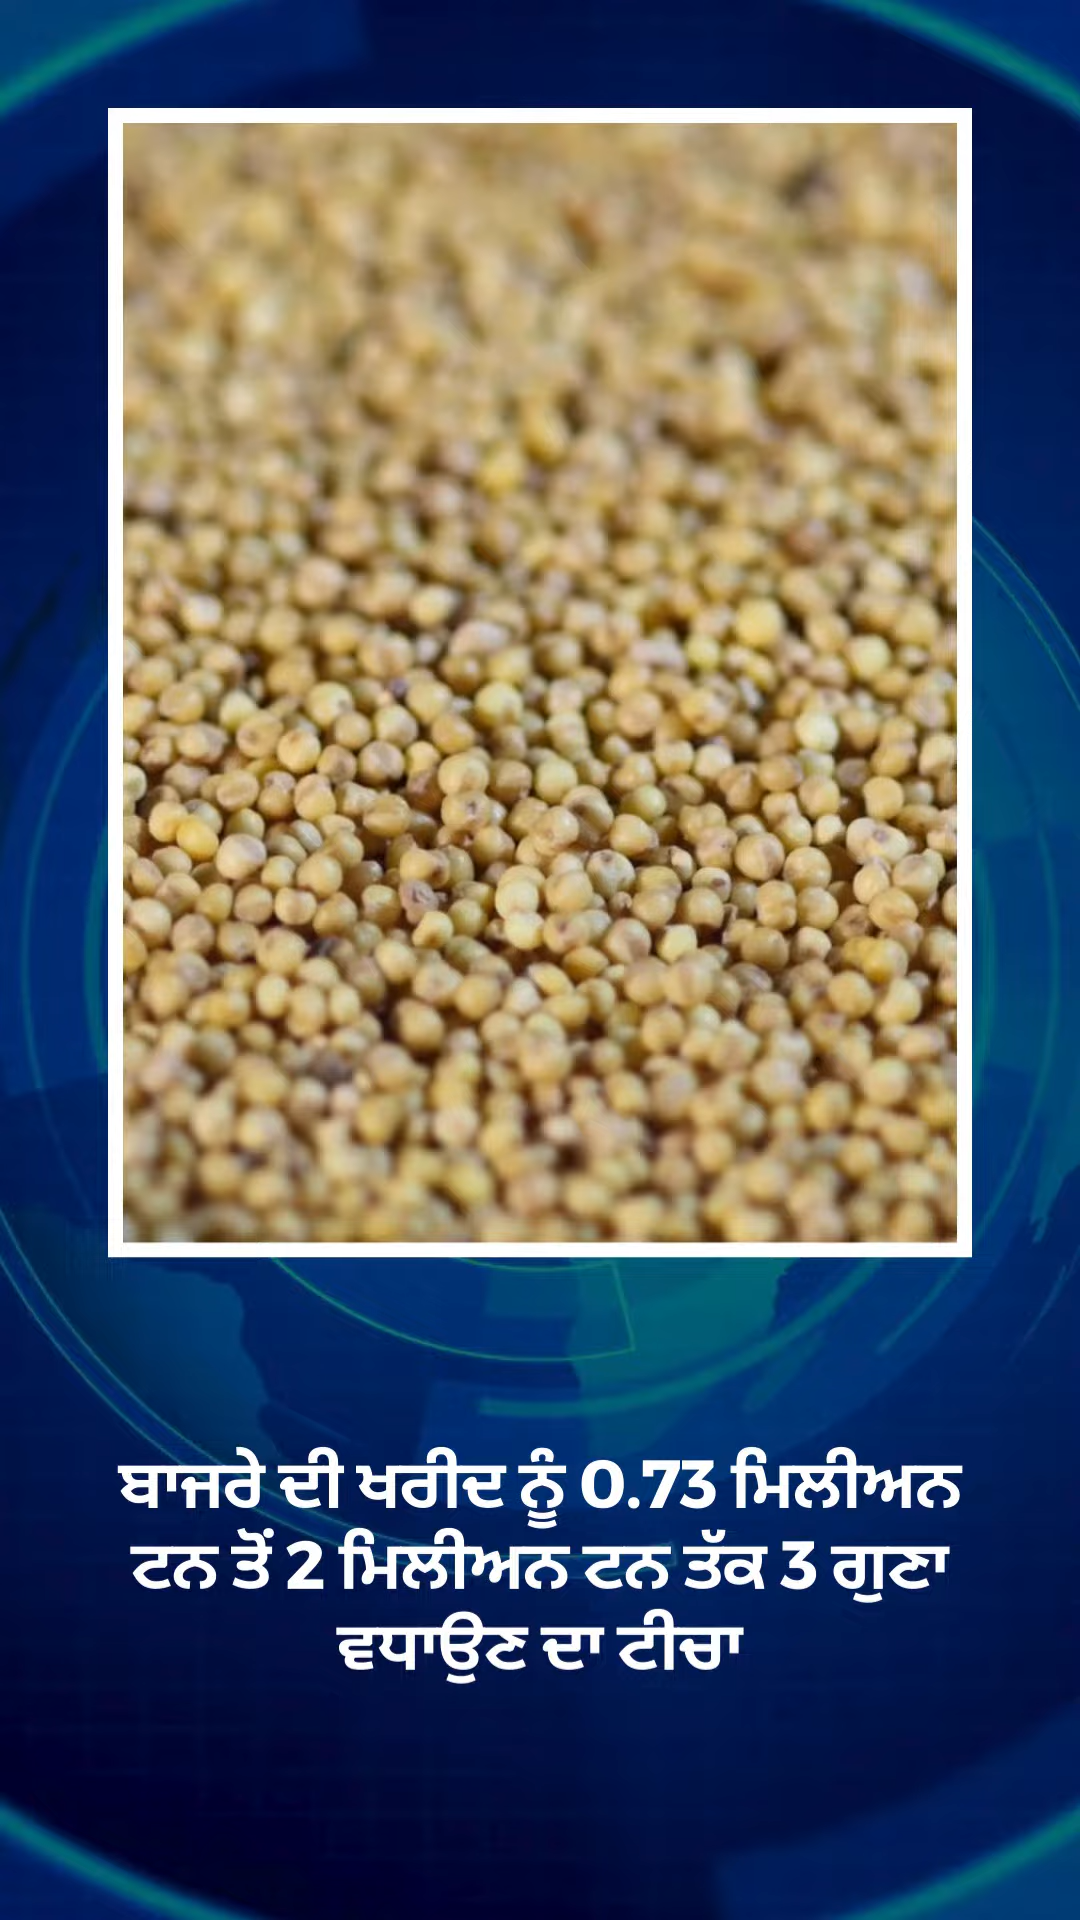 ਬਾਜਰੇ ਦੀ ਖਰੀਦ ਨੂੰ 0.73 ਮਿਲੀਅਨ
ਟਨ ਤੋਂ 2 ਮਿਲੀਅਨ ਟਨ ਤੱਕ 3 ਗੁਣਾ
ਵਧਾਉਣ ਦਾ ਟੀਚਾ